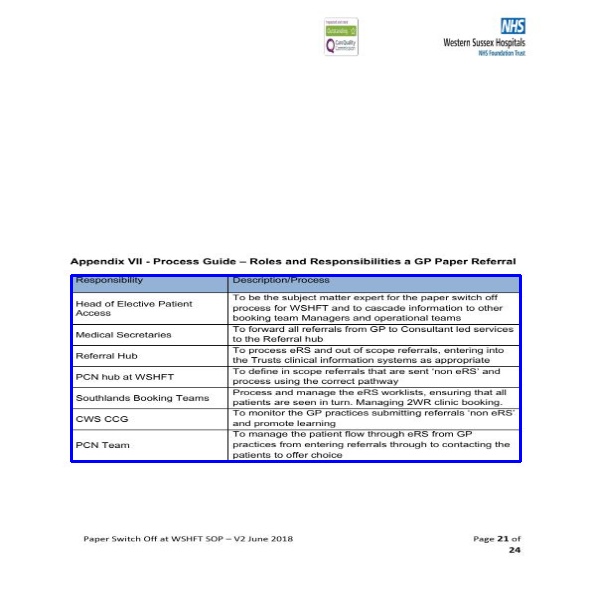 Outstanding
CareQuality
Commission
NHS
Western Sussex Hospitals
NHS Foundation Trust
Appendix VII - Process Guide – Roles and Responsibilities a GP Paper Referral
Responsibility Description/Process
Head of Elective Patient
Access
To be the subject matter expert for the paper switch off
process for WSHFT and to cascade information to other
booking team Managers and operational teams
Medical Secretaries
To forward all referrals from GP to Consultant led services
to the Referral hub
Referral Hub
To process eRS and out of scope referrals, entering into
the Trusts clinical information systems as appropriate
PCN hub at WSHFT
To define in scope referrals that are sent 'non eRS' and
process using the correct pathway
Southlands Booking Teams
Process and manage the eRS worklists, ensuring that all
patients are seen in turn. Managing 2WR clinic booking.
CWS CCG
To monitor the GP practices submitting referrals 'non eRS'
and promote learning
PCN Team
To manage the patient flow through eRS from GP
practices from entering referrals through to contacting the
patients to offer choice
Paper Switch Off at WSHFT SOP – V2 June 2018 Page 21 of
24